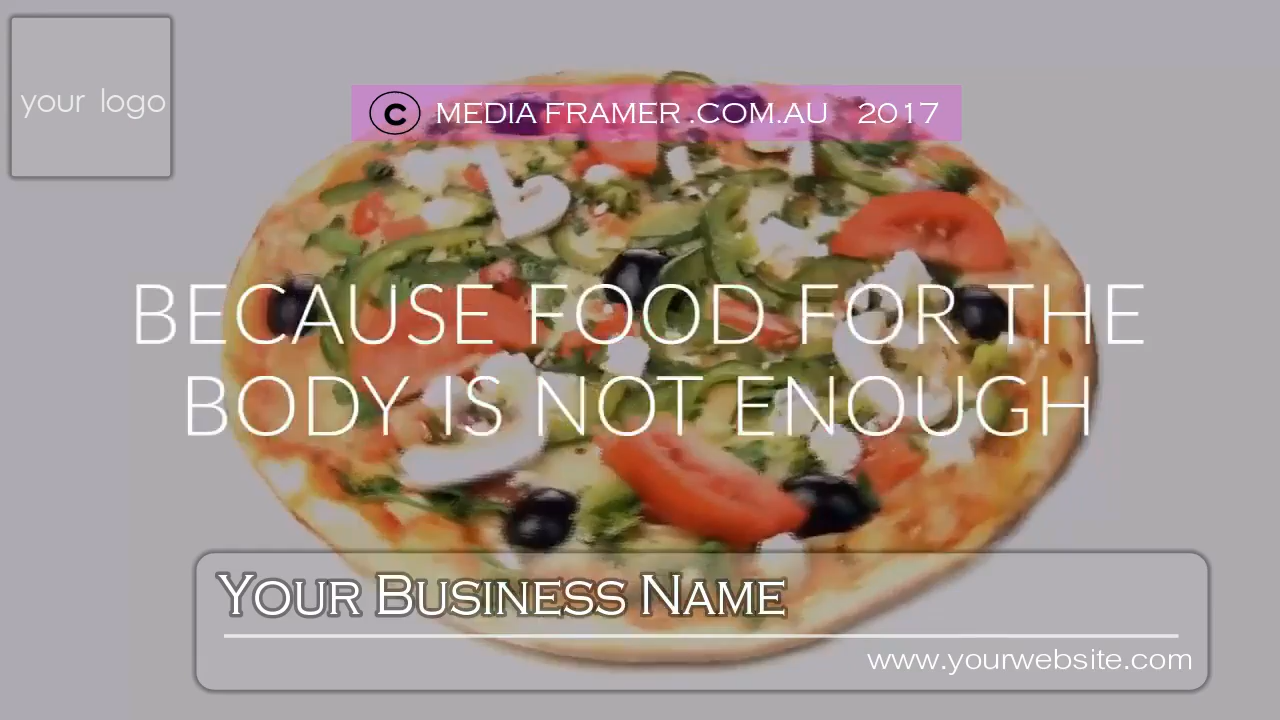 your logo
© MEDIA FRAMER .COM.AU 2017
BECAUSE FOOD FOR THE
BODY IS NOT ENOUGH
YOUR BUSINESS NAME
www.yourwebsite.com